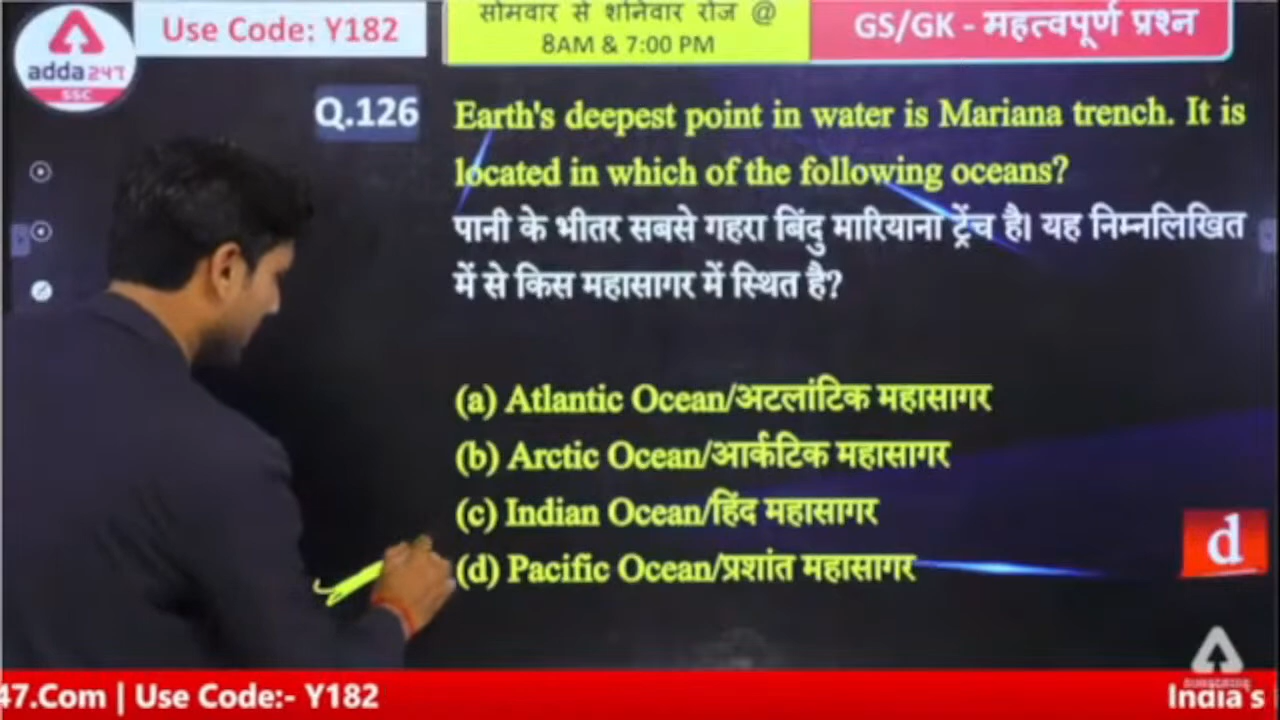 Use Code: Y182
सोमवार से शनिवार रोज @
8AM & 7:00 PM
GS/GK - महत्वपूर्ण प्रश्न
adda247
SSC
Q.126
Earth's deepest point in water is Mariana trench. It is
located in which of the following oceans?
पानी के भीतर सबसे गहरा बिंदु मारियाना ट्रेंच है। यह निम्नलिखित
में से किस महासागर में स्थित है?
(a) Atlantic Ocean/अटलांटिक महासागर
(b) Arctic Ocean/आर्कटिक महासागर
(c) Indian Ocean/हिंद महासागर
(d) Pacific Ocean/प्रशांत महासागर
d
SUBSCRIBE
47.Com | Use Code:- Y182
India's